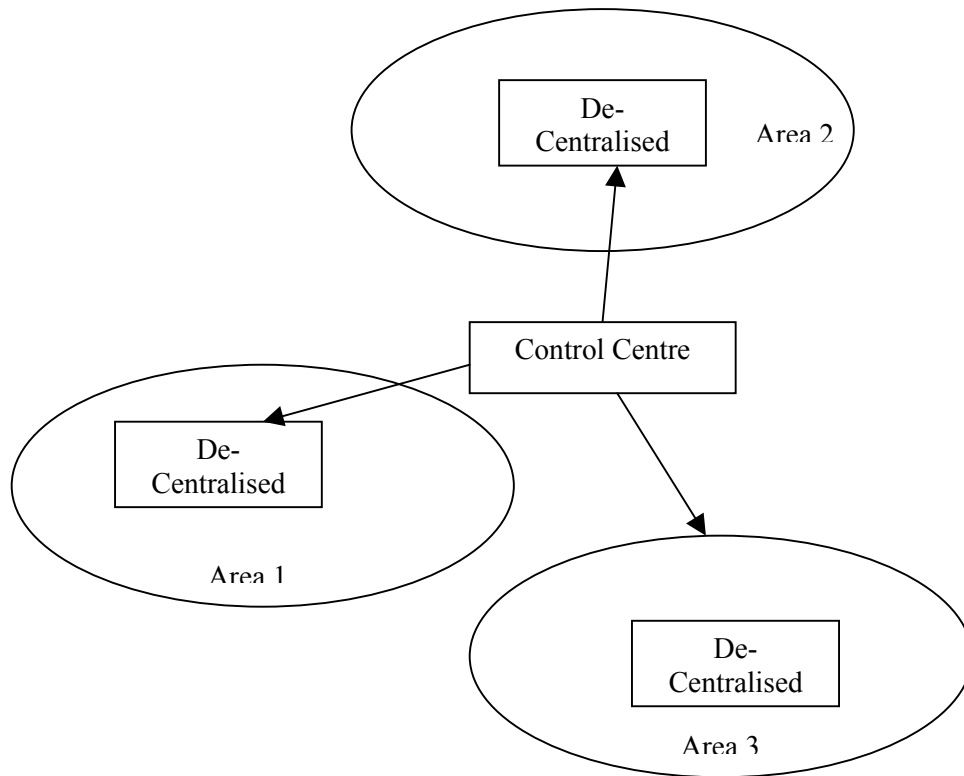 De-
Centralised
Area 2
Control Centre
De-
Centralised
Area 1
De-
Centralised
Area 3